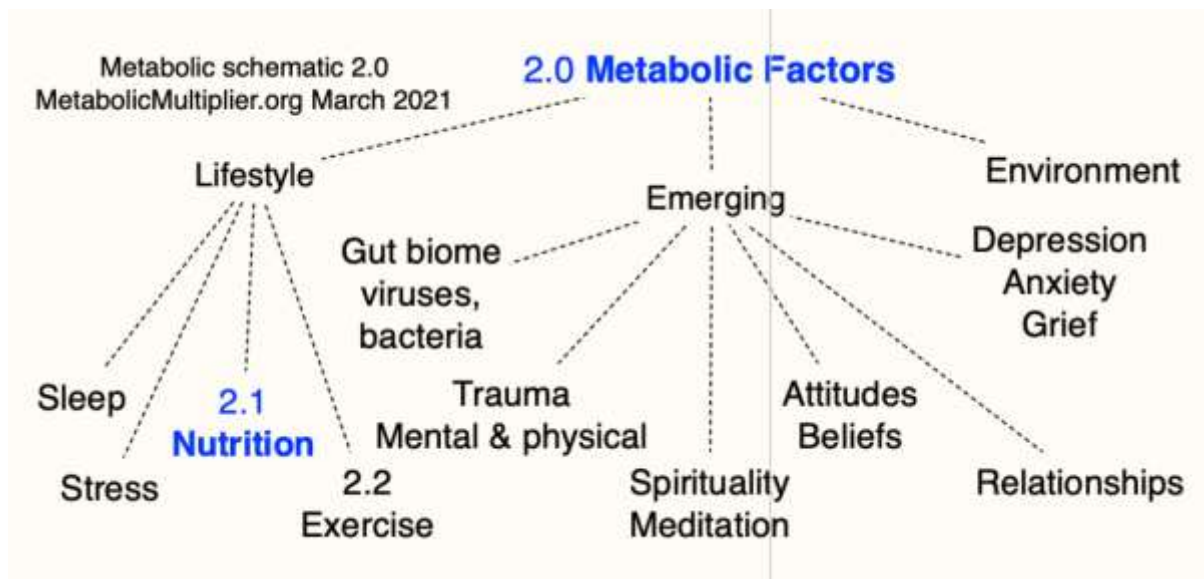 Metabolic schematic 2.0
MetabolicMultiplier.org March 2021
2.0 Metabolic Factors
Lifestyle
Emerging
Environment
Gut biome
viruses,
bacteria
Depression
Anxiety
Grief
Sleep
2.1
Nutrition
Trauma
Mental & physical
Attitudes
Beliefs
Stress
2.2
Exercise
Spirituality
Meditation
Relationships